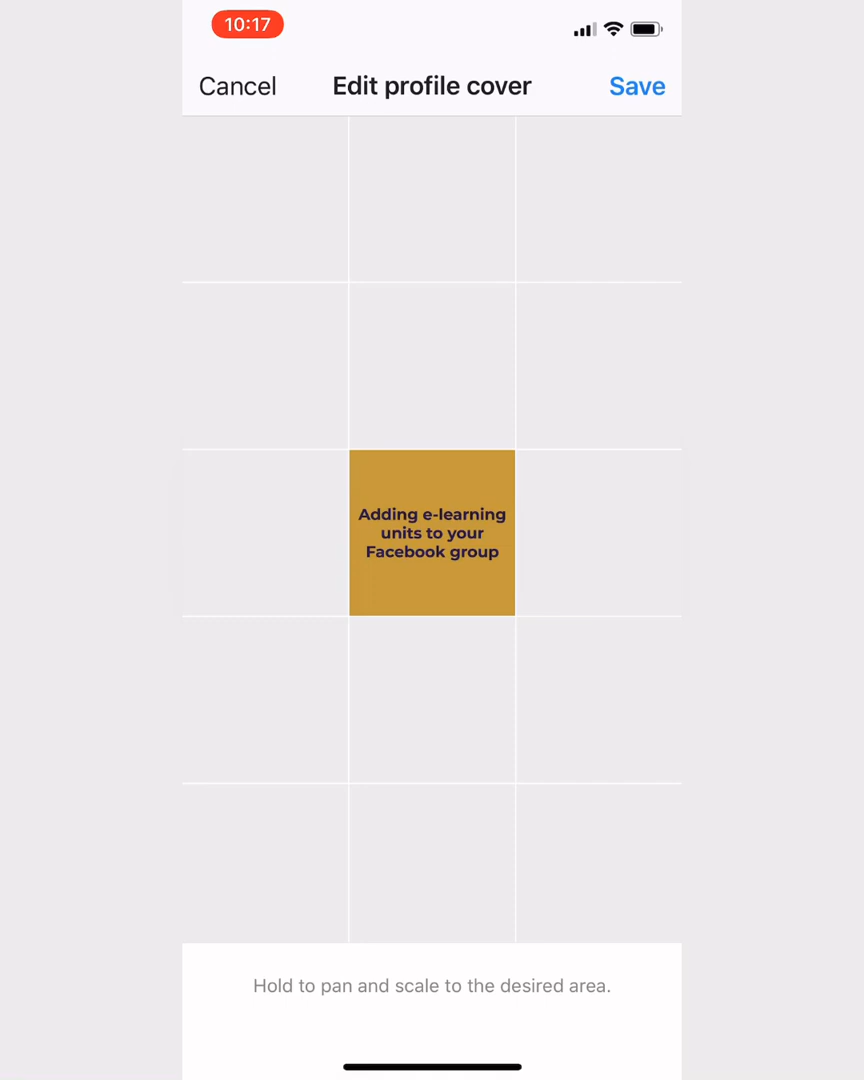 10:17
Cancel
Edit profile cover
Save
Adding e-learning
units to your
Facebook group
Hold to pan and scale to the desired area.